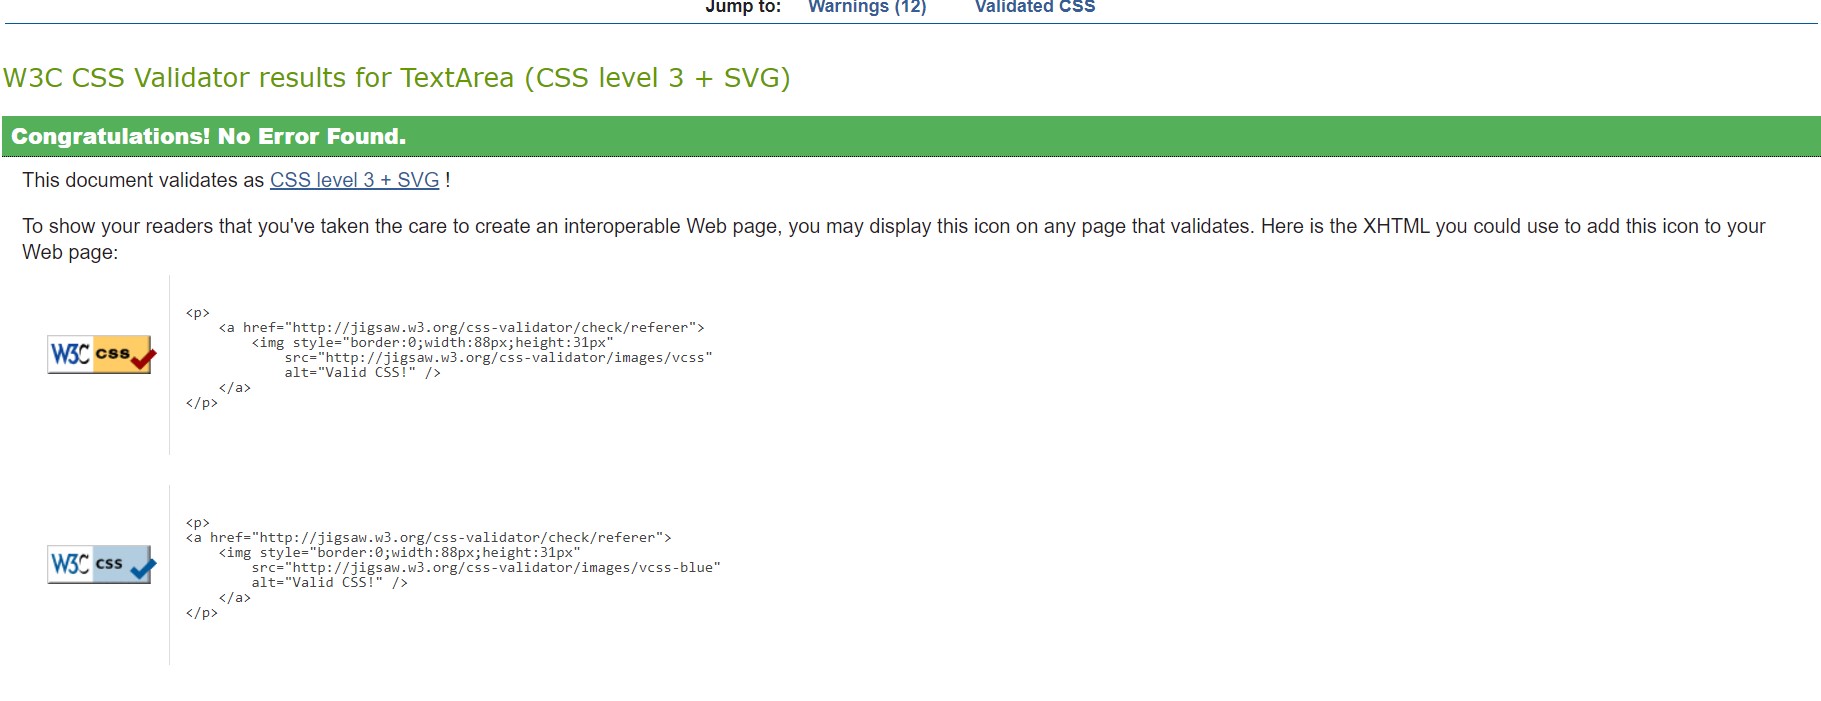 Jump to: Warnings (12) Validated CSS
W3C CSS Validator results for TextArea (CSS level 3 + SVG)
Congratulations! No Error Found.
This document validates as CSS level 3 + SVG !
To show your readers that you've taken the care to create an interoperable Web page, you may display this icon on any page that validates. Here is the XHTML you could use to add this icon to your
Web page:
W3C css
<p>
<a href="http://jigsaw.w3.org/css-validator/check/referer">
<img style="border:0;width:88px;height:31px"
src="http://jigsaw.w3.org/css-validator/images/vcss"
alt="Valid CSS!" />
</a>
</p>
W3C css
<p>
<a href="http://jigsaw.w3.org/css-validator/check/referer">
<img style="border:0;width:88px;height:31px"
src="http://jigsaw.w3.org/css-validator/images/vcss-blue"
alt="Valid CSS!" />
</a>
</p>